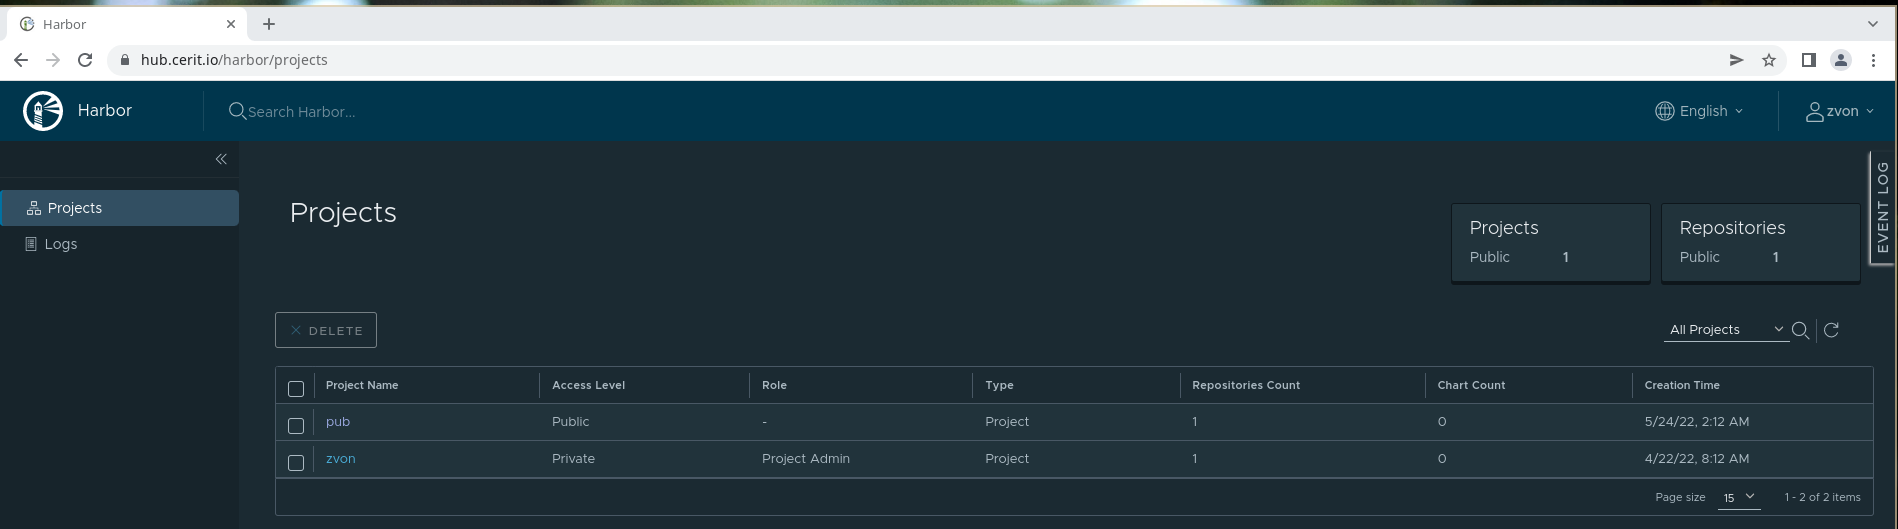 Harbor
hub.cerit.io/harbor/projects
Harbor
Search Harbor...
English
zvon
Projects
Logs
EVENT LOG
Projects
Projects
Public 1
Repositories
Public 1
DELETE
All Projects
Project Name Access Level Role Type Repositories Count Chart Count Creation Time
pub Public - Project 1 0 5/24/22, 2:12 AM
zvon Private Project Admin Project 1 0 4/22/22, 8:12 AM
Page size 15 1 - 2 of 2 items